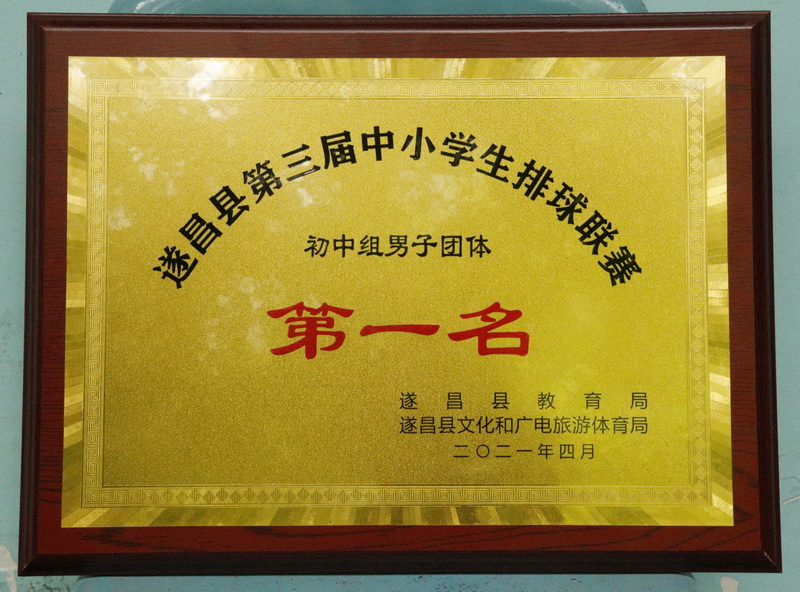 遂昌县第三届中小学生排球联赛
初中组男子团体
第一名
遂昌县教育局
遂昌县文化和广电旅游体育局
二〇二一年四月